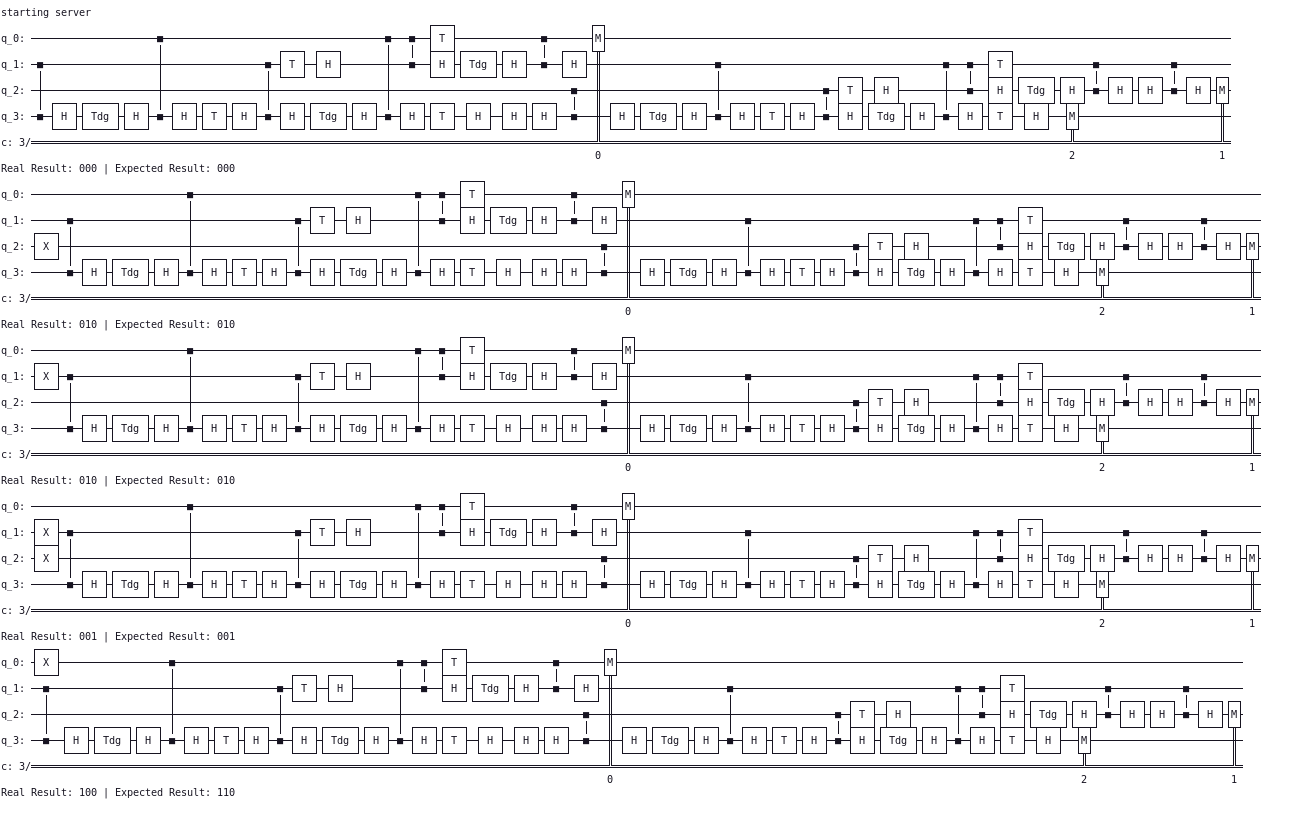 starting server
q_0: T M
q_1: T H H Tdg H H T
q_2: T H H Tdg H H H H M
q_3: H Tdg H H T H H Tdg H H T H H H H Tdg H H T H H Tdg H H T H M
c: 3/
0 2 1
Real Result: 000 | Expected Result: 000
q_0: T M
q_1: T H H Tdg H H T
q_2: X T H H Tdg H H H H M
q_3: H Tdg H H T H H Tdg H H T H H H H Tdg H H T H H Tdg H H T H M
c: 3/
0 2 1
Real Result: 010 | Expected Result: 010
q_0: T M
q_1: X T H H Tdg H H T
q_2: T H H Tdg H H H H M
q_3: H Tdg H H T H H Tdg H H T H H H H Tdg H H T H H Tdg H H T H M
c: 3/
0 2 1
Real Result: 010 | Expected Result: 010
q_0: T M
q_1: X T H H Tdg H H T
q_2: X T H H Tdg H H H H M
q_3: H Tdg H H T H H Tdg H H T H H H H Tdg H H T H H Tdg H H T H M
c: 3/
0 2 1
Real Result: 001 | Expected Result: 001
q_0: X T M
q_1: T H H Tdg H H T
q_2: T H H Tdg H H H H M
q_3: H Tdg H H T H H Tdg H H T H H H H Tdg H H T H H Tdg H H T H M
c: 3/
0 2 1
Real Result: 100 | Expected Result: 110